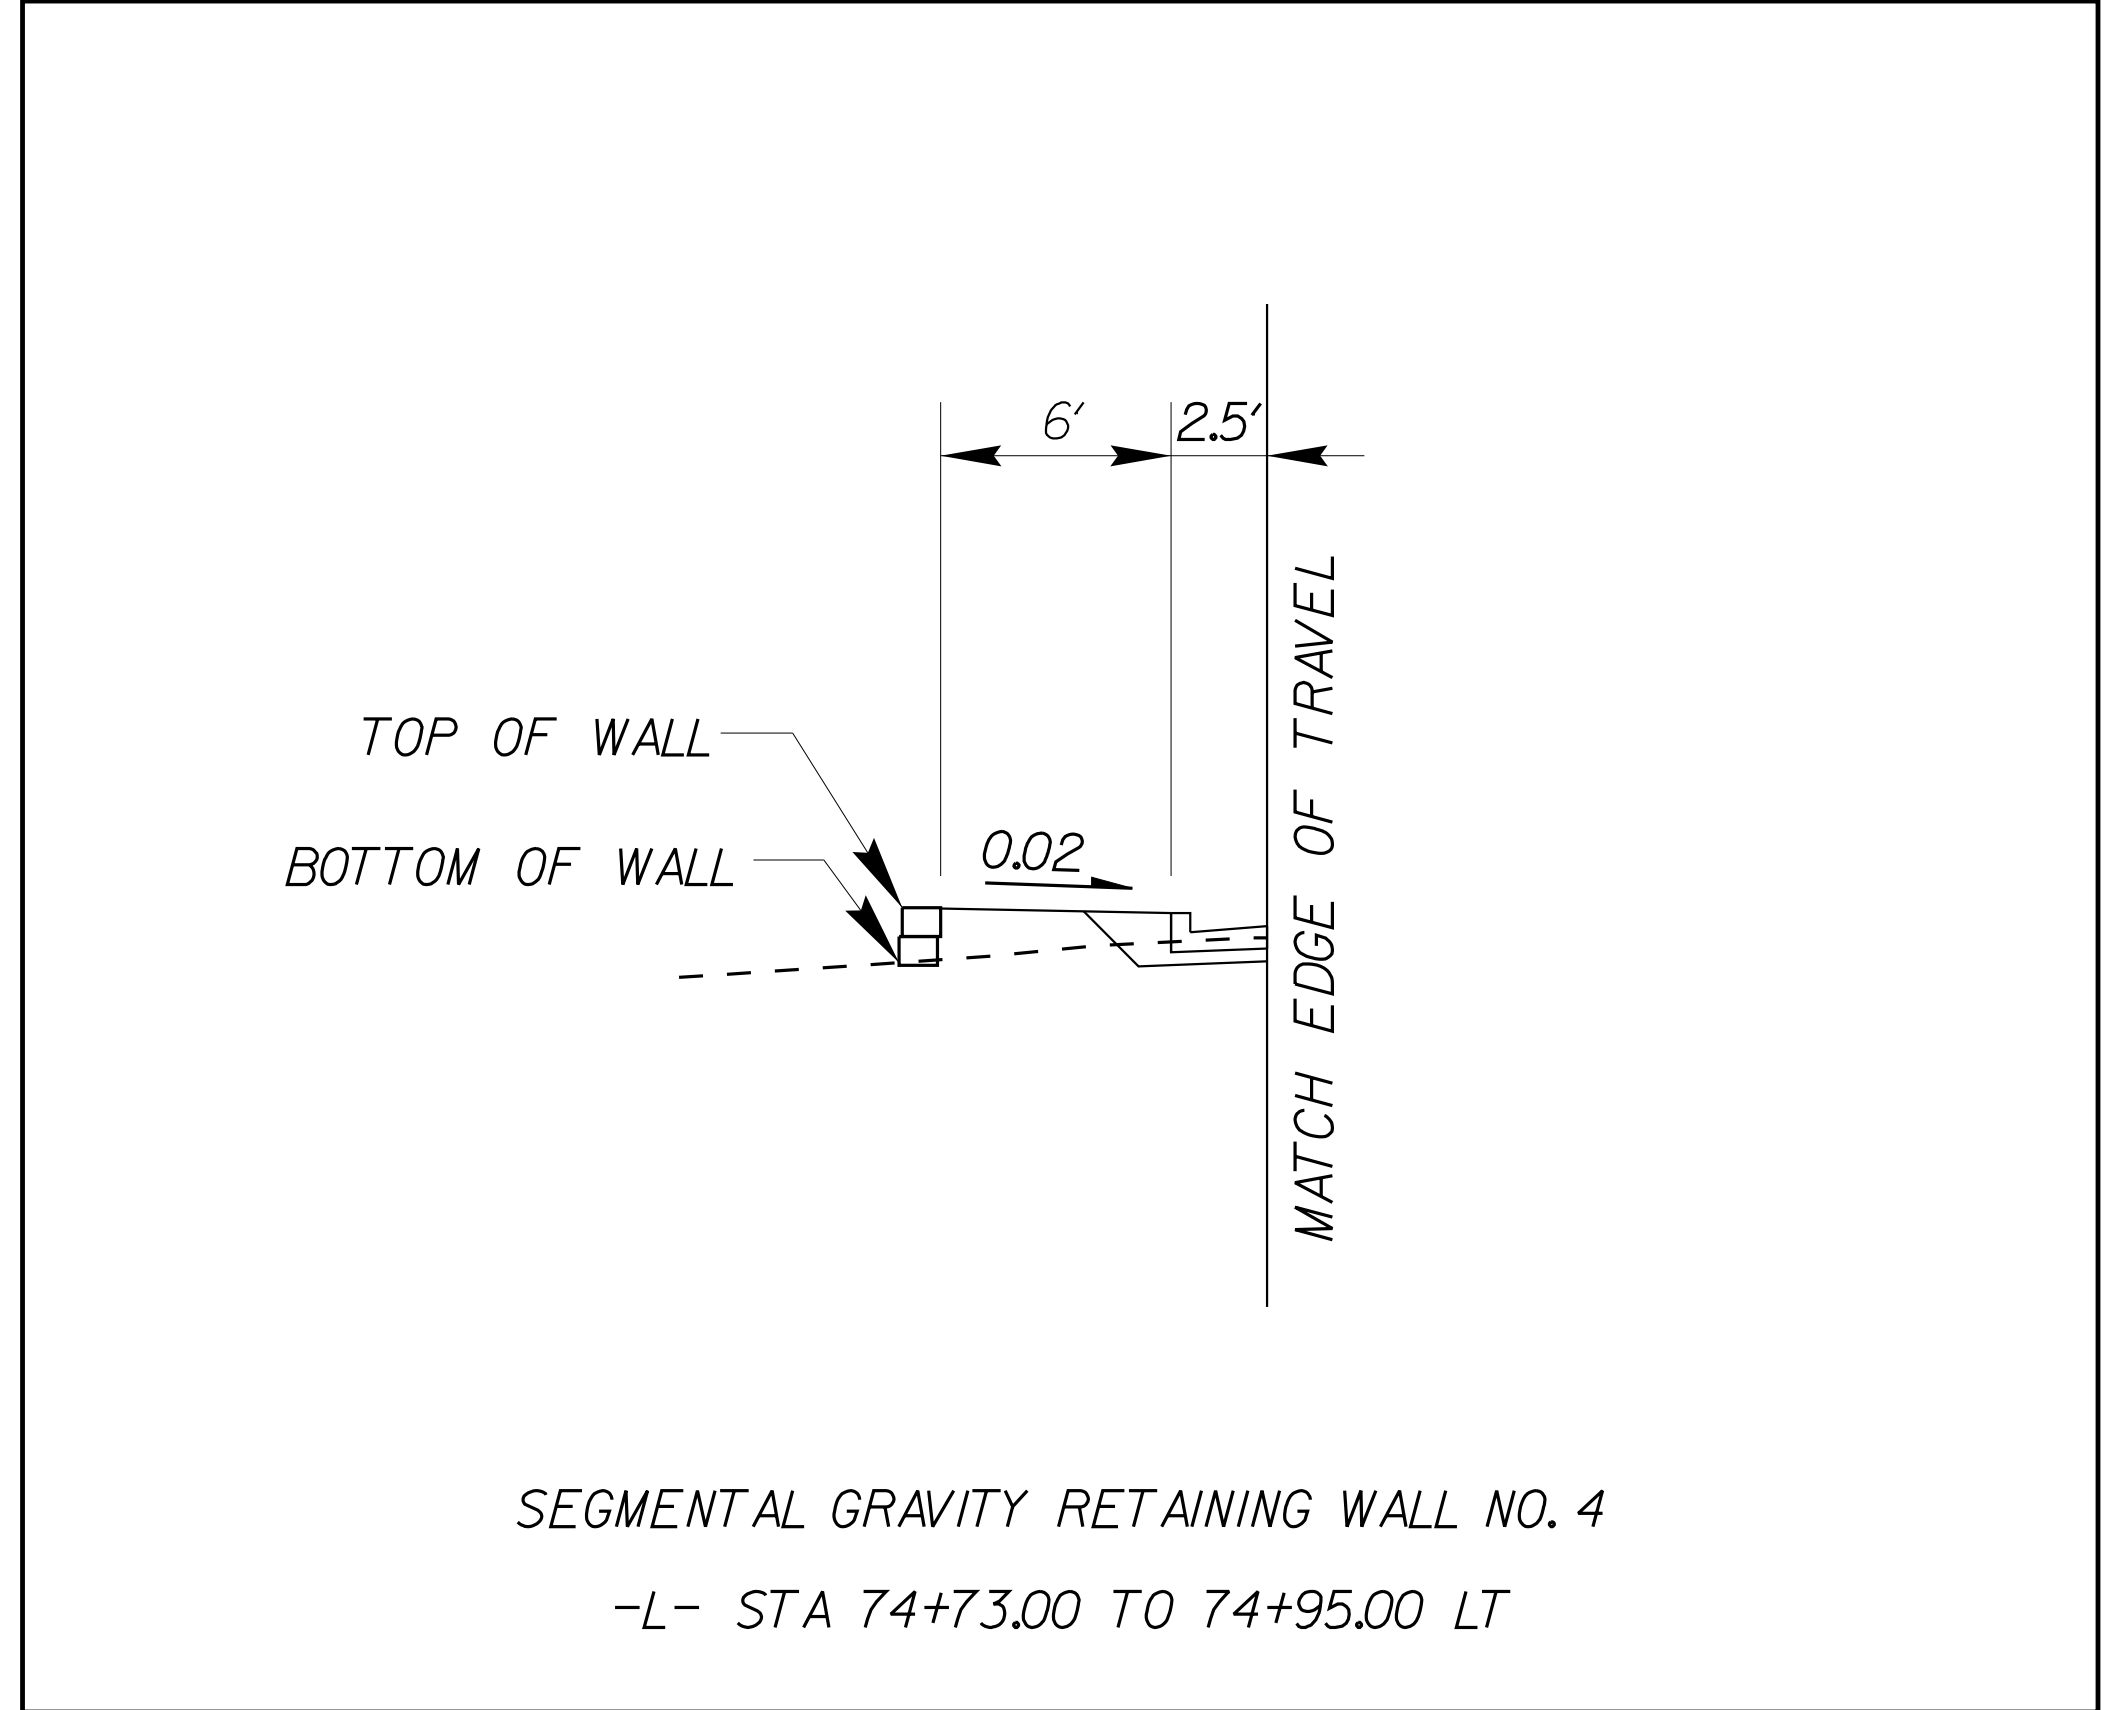 6' 2.5'
TOP OF WALL
BOTTOM OF WALL
0.02
MATCH EDGE OF TRAVEL
SEGMENTAL GRAVITY RETAINING WALL NO. 4
-L- STA 74+73.00 TO 74+95.00 LT